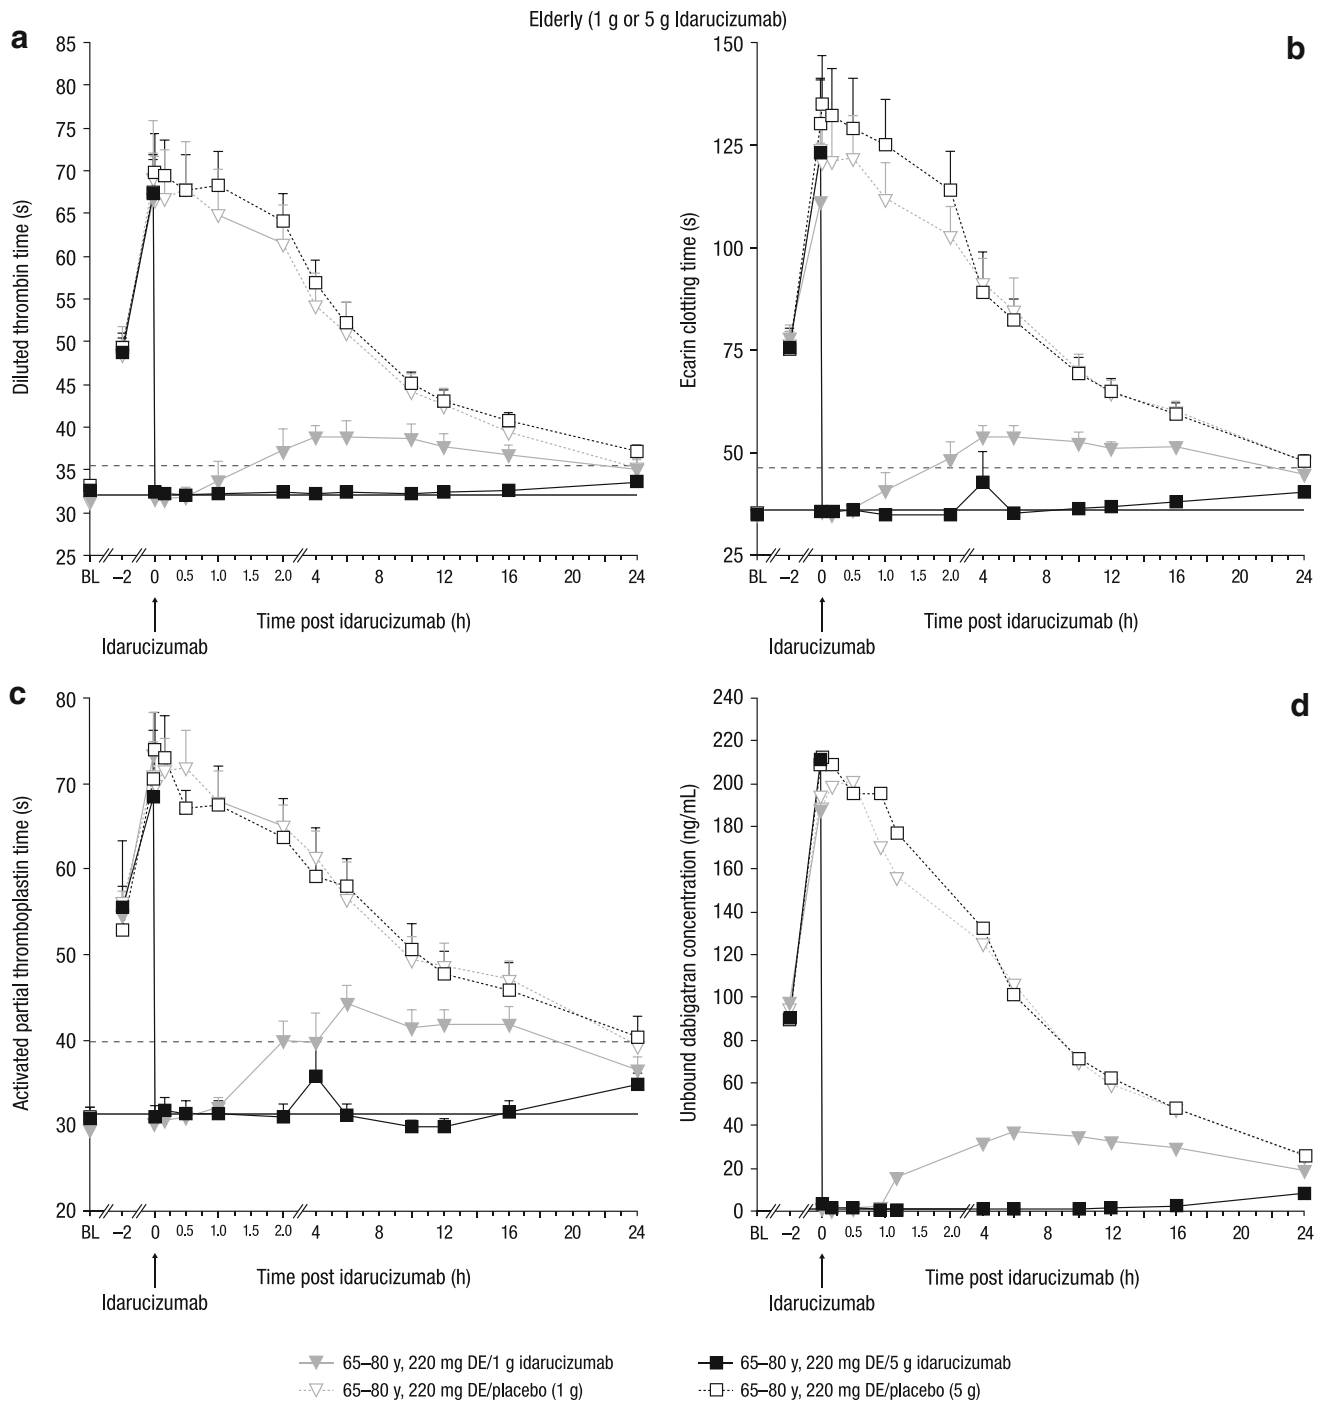 Elderly (1 g or 5 g Idarucizumab)
a
85
80
75
70
65
60
55
50
45
40
35
30
25
Diluted thrombin time (s)
BL –2 0 0.5 1.0 1.5 2.0 4 8 12 16 20 24
Time post idarucizumab (h)
Idarucizumab
b
150
125
100
75
50
25
Ecarin clotting time (s)
BL –2 0 0.5 1.0 1.5 2.0 4 8 12 16 20 24
Time post idarucizumab (h)
Idarucizumab
c
80
70
60
50
40
30
20
Activated partial thromboplastin time (s)
BL –2 0 0.5 1.0 1.5 2.0 4 8 12 16 20 24
Time post idarucizumab (h)
Idarucizumab
d
240
220
200
180
160
140
120
100
80
60
40
20
0
Unbound dabigatran concentration (ng/mL)
BL –2 0 0.5 1.0 1.5 2.0 4 8 12 16 20 24
Time post idarucizumab (h)
Idarucizumab
65–80 y, 220 mg DE/1 g idarucizumab
65–80 y, 220 mg DE/placebo (1 g)
65–80 y, 220 mg DE/5 g idarucizumab
65–80 y, 220 mg DE/placebo (5 g)